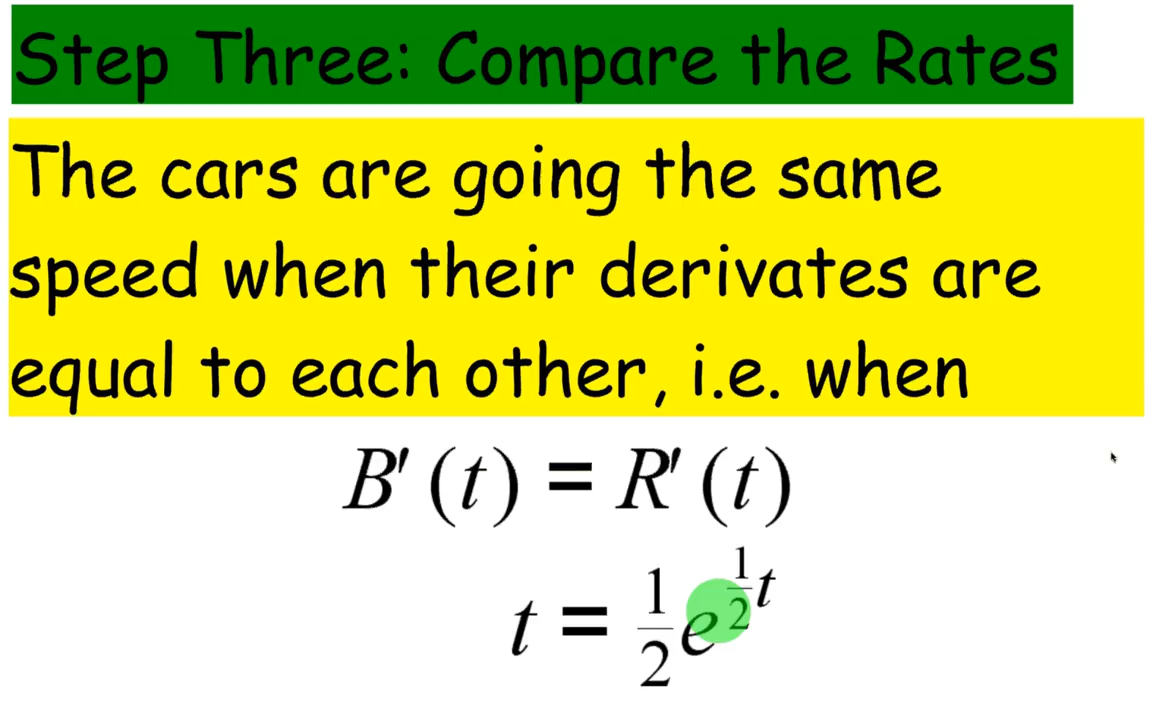 Step Three: Compare the Rates
The cars are going the same
speed when their derivates are
equal to each other, i.e. when
B′ (t) = R′ (t)
t = 1/2 e^(1/2 t)